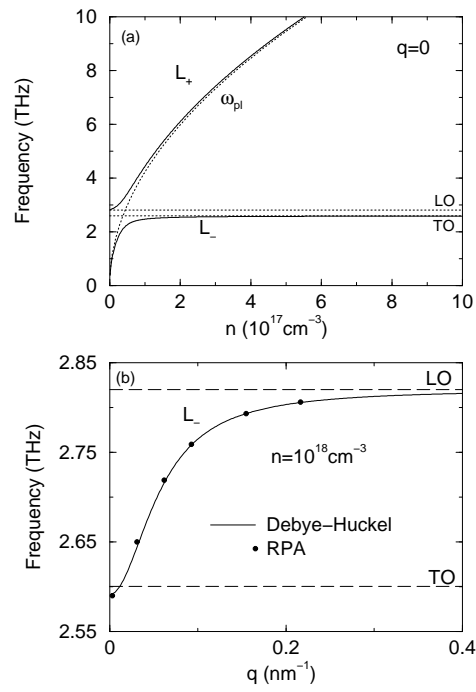 10
(a)
q=0
L+
8
ωpl
Frequency (THz)
6
4
LO
2
L−
TO
0
0 2 4 6 8 10
n (10^17cm−3)
2.85
(b)
LO
L−
2.75
n=10^18cm−3
Frequency (THz)
Debye−Huckel
RPA
2.65
TO
2.55
0 0.2 0.4
q (nm−1)